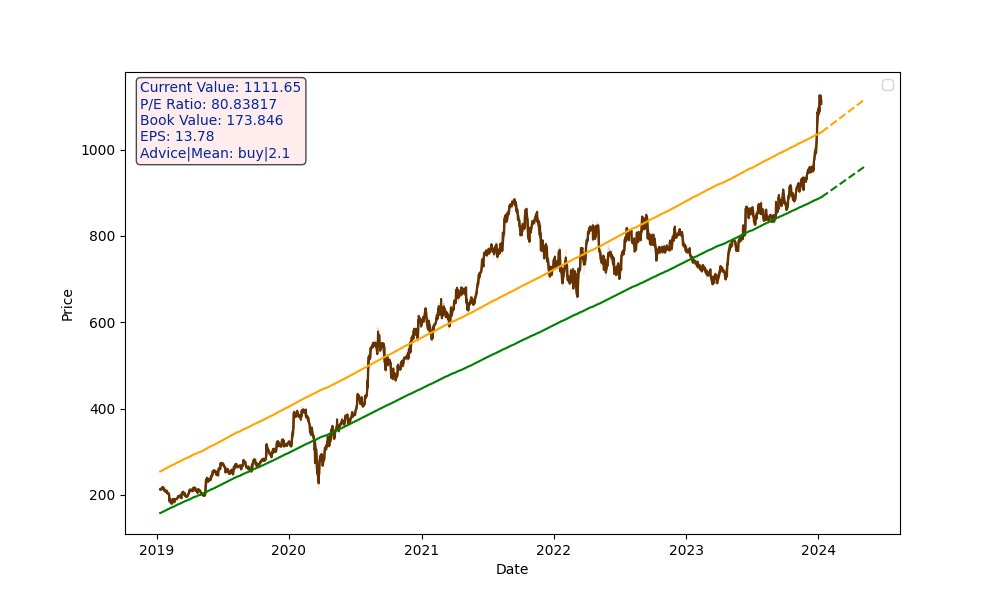 Current Value: 1111.65
P/E Ratio: 80.83817
Book Value: 173.846
EPS: 13.78
Advice|Mean: buy|2.1
1000
800
600
400
200
Price
2019 2020 2021 2022 2023 2024
Date